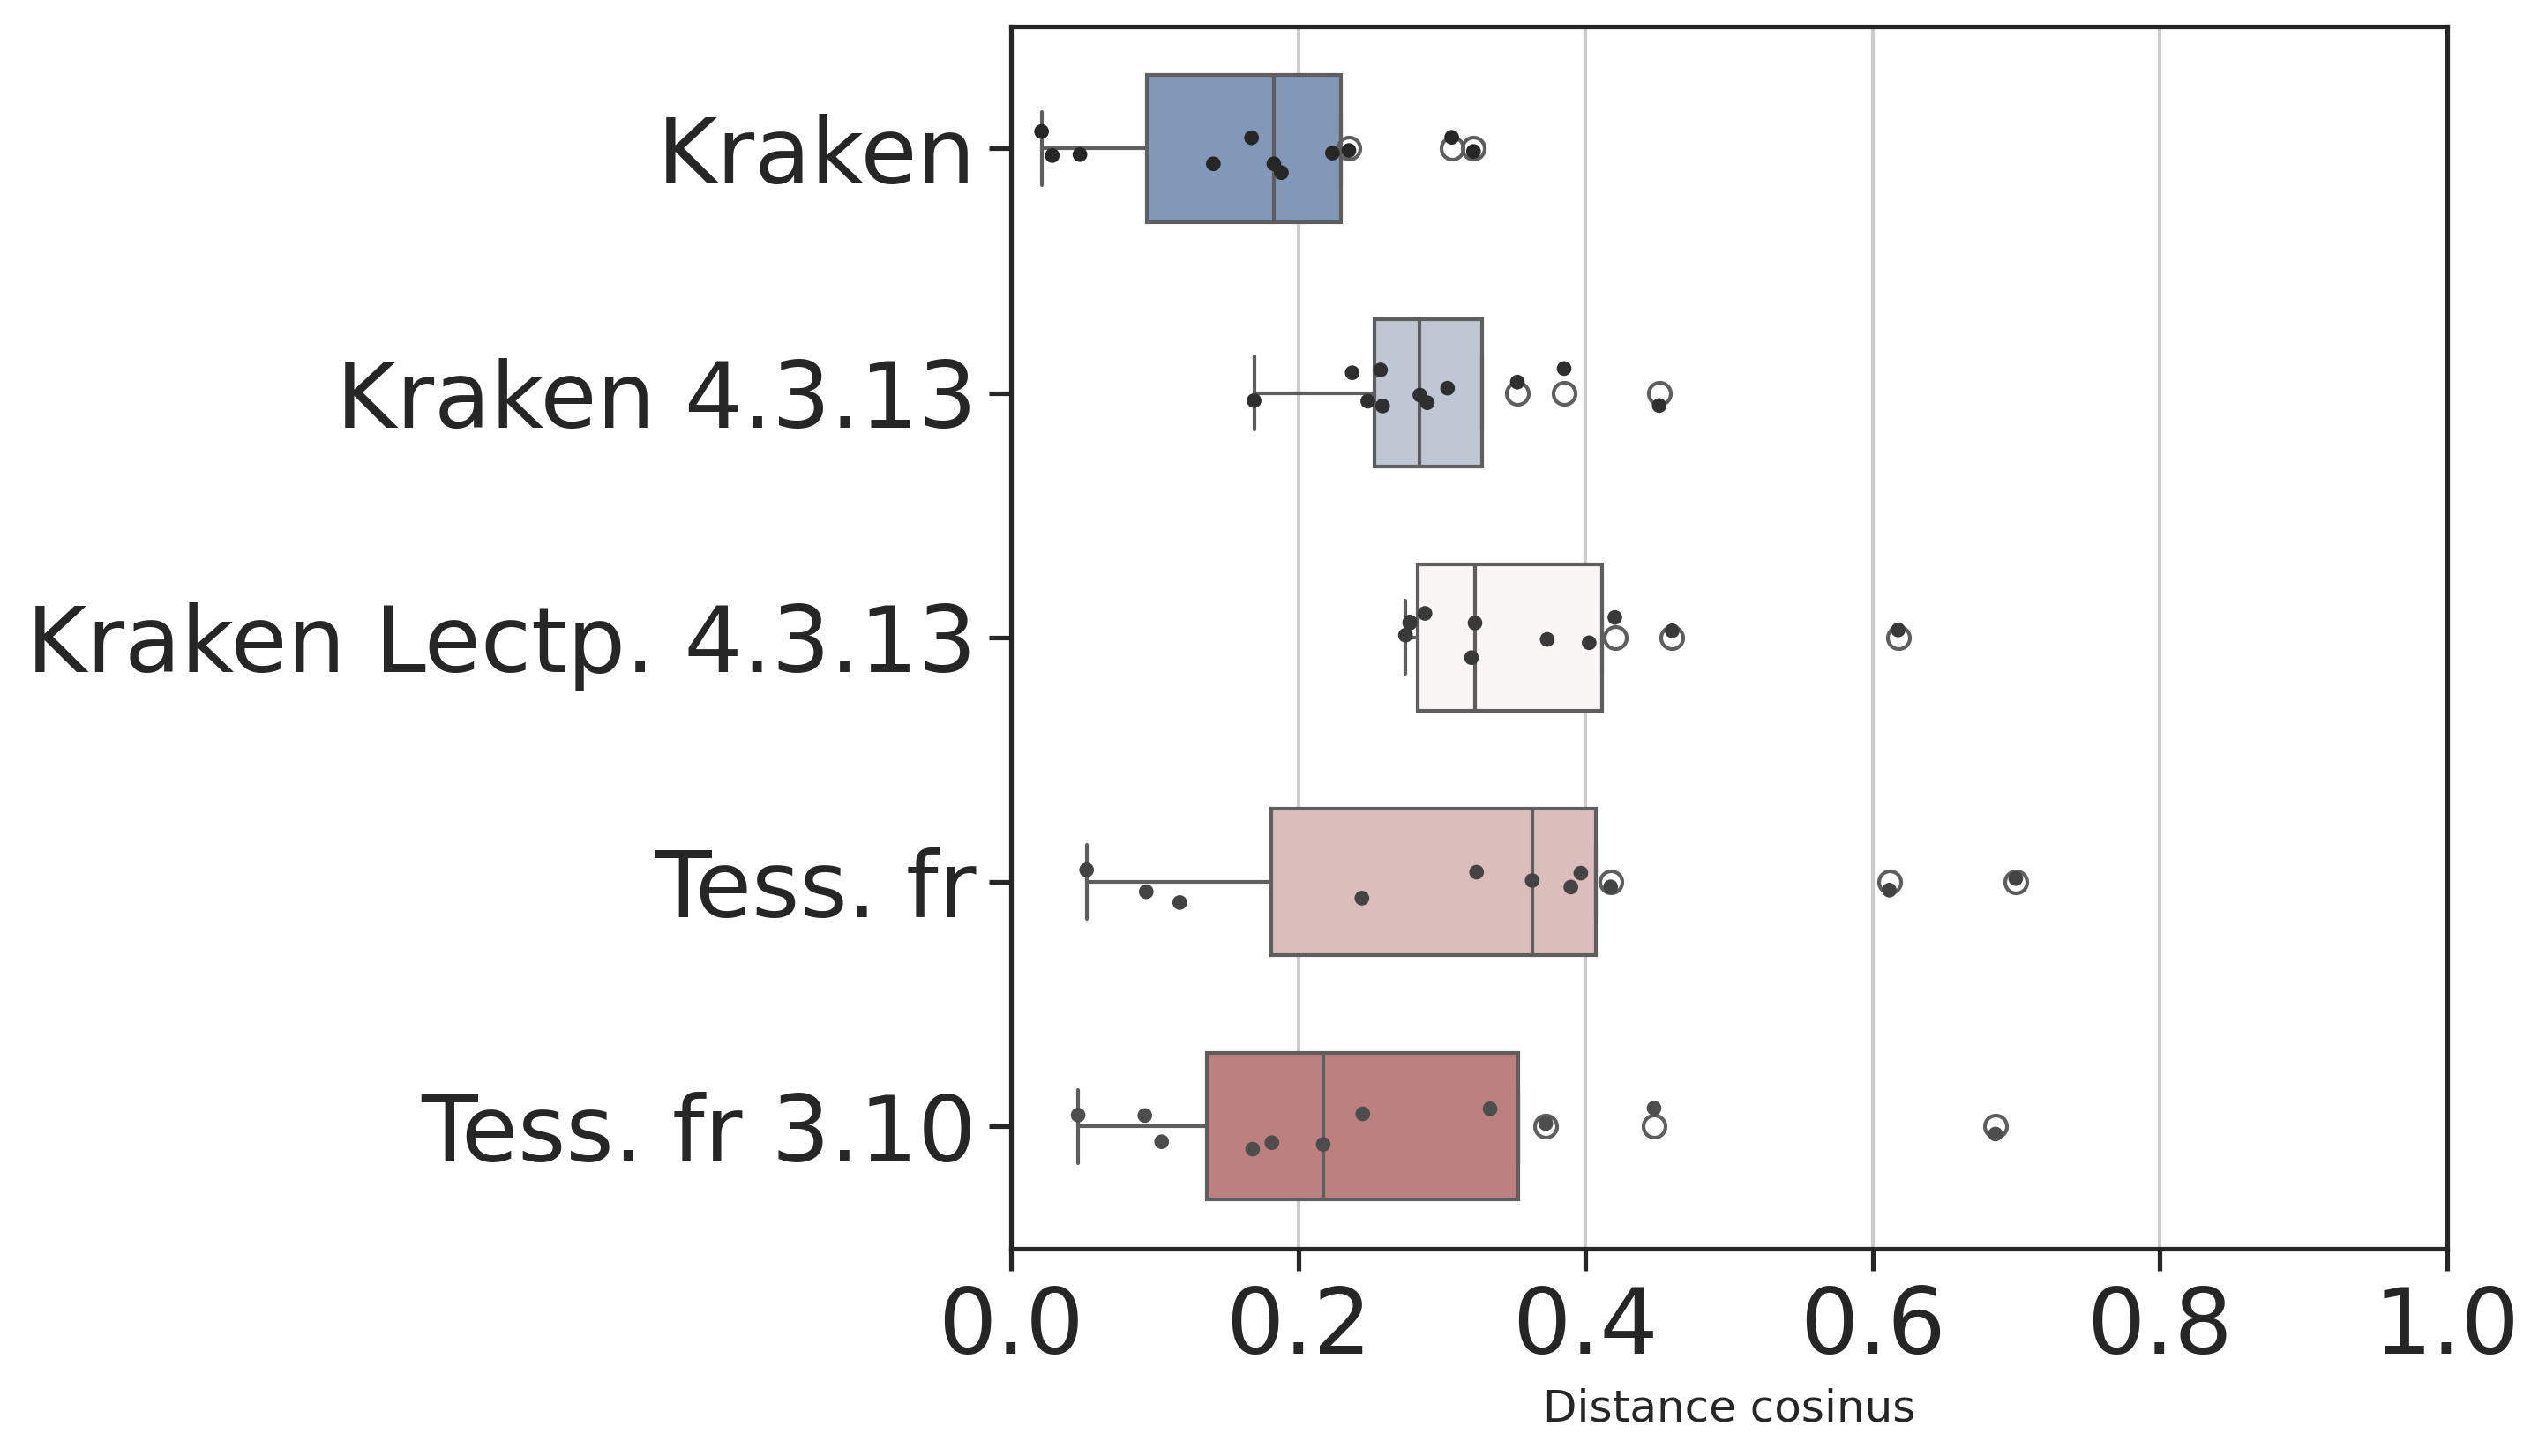 Kraken
Kraken 4.3.13
Kraken Lectp. 4.3.13
Tess. fr
Tess. fr 3.10
0.0 0.2 0.4 0.6 0.8 1.0
Distance cosinus